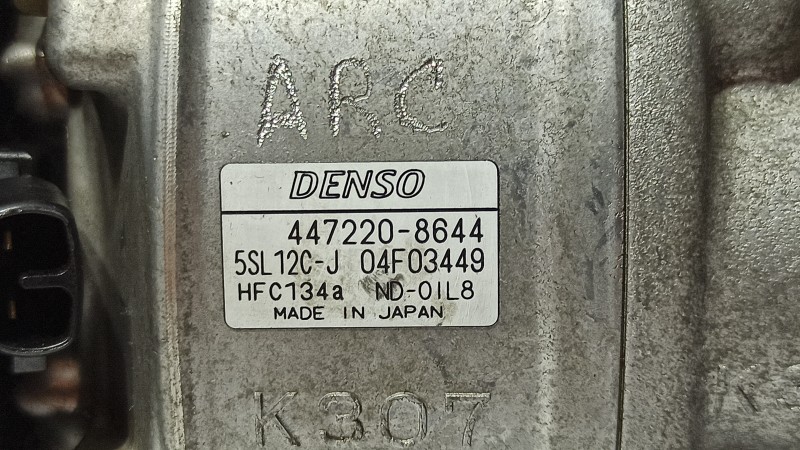 ARC
DENSO
447220-8644
5SL12C-J 04F03449
HFC134a ND-OIL8
MADE IN JAPAN
K307